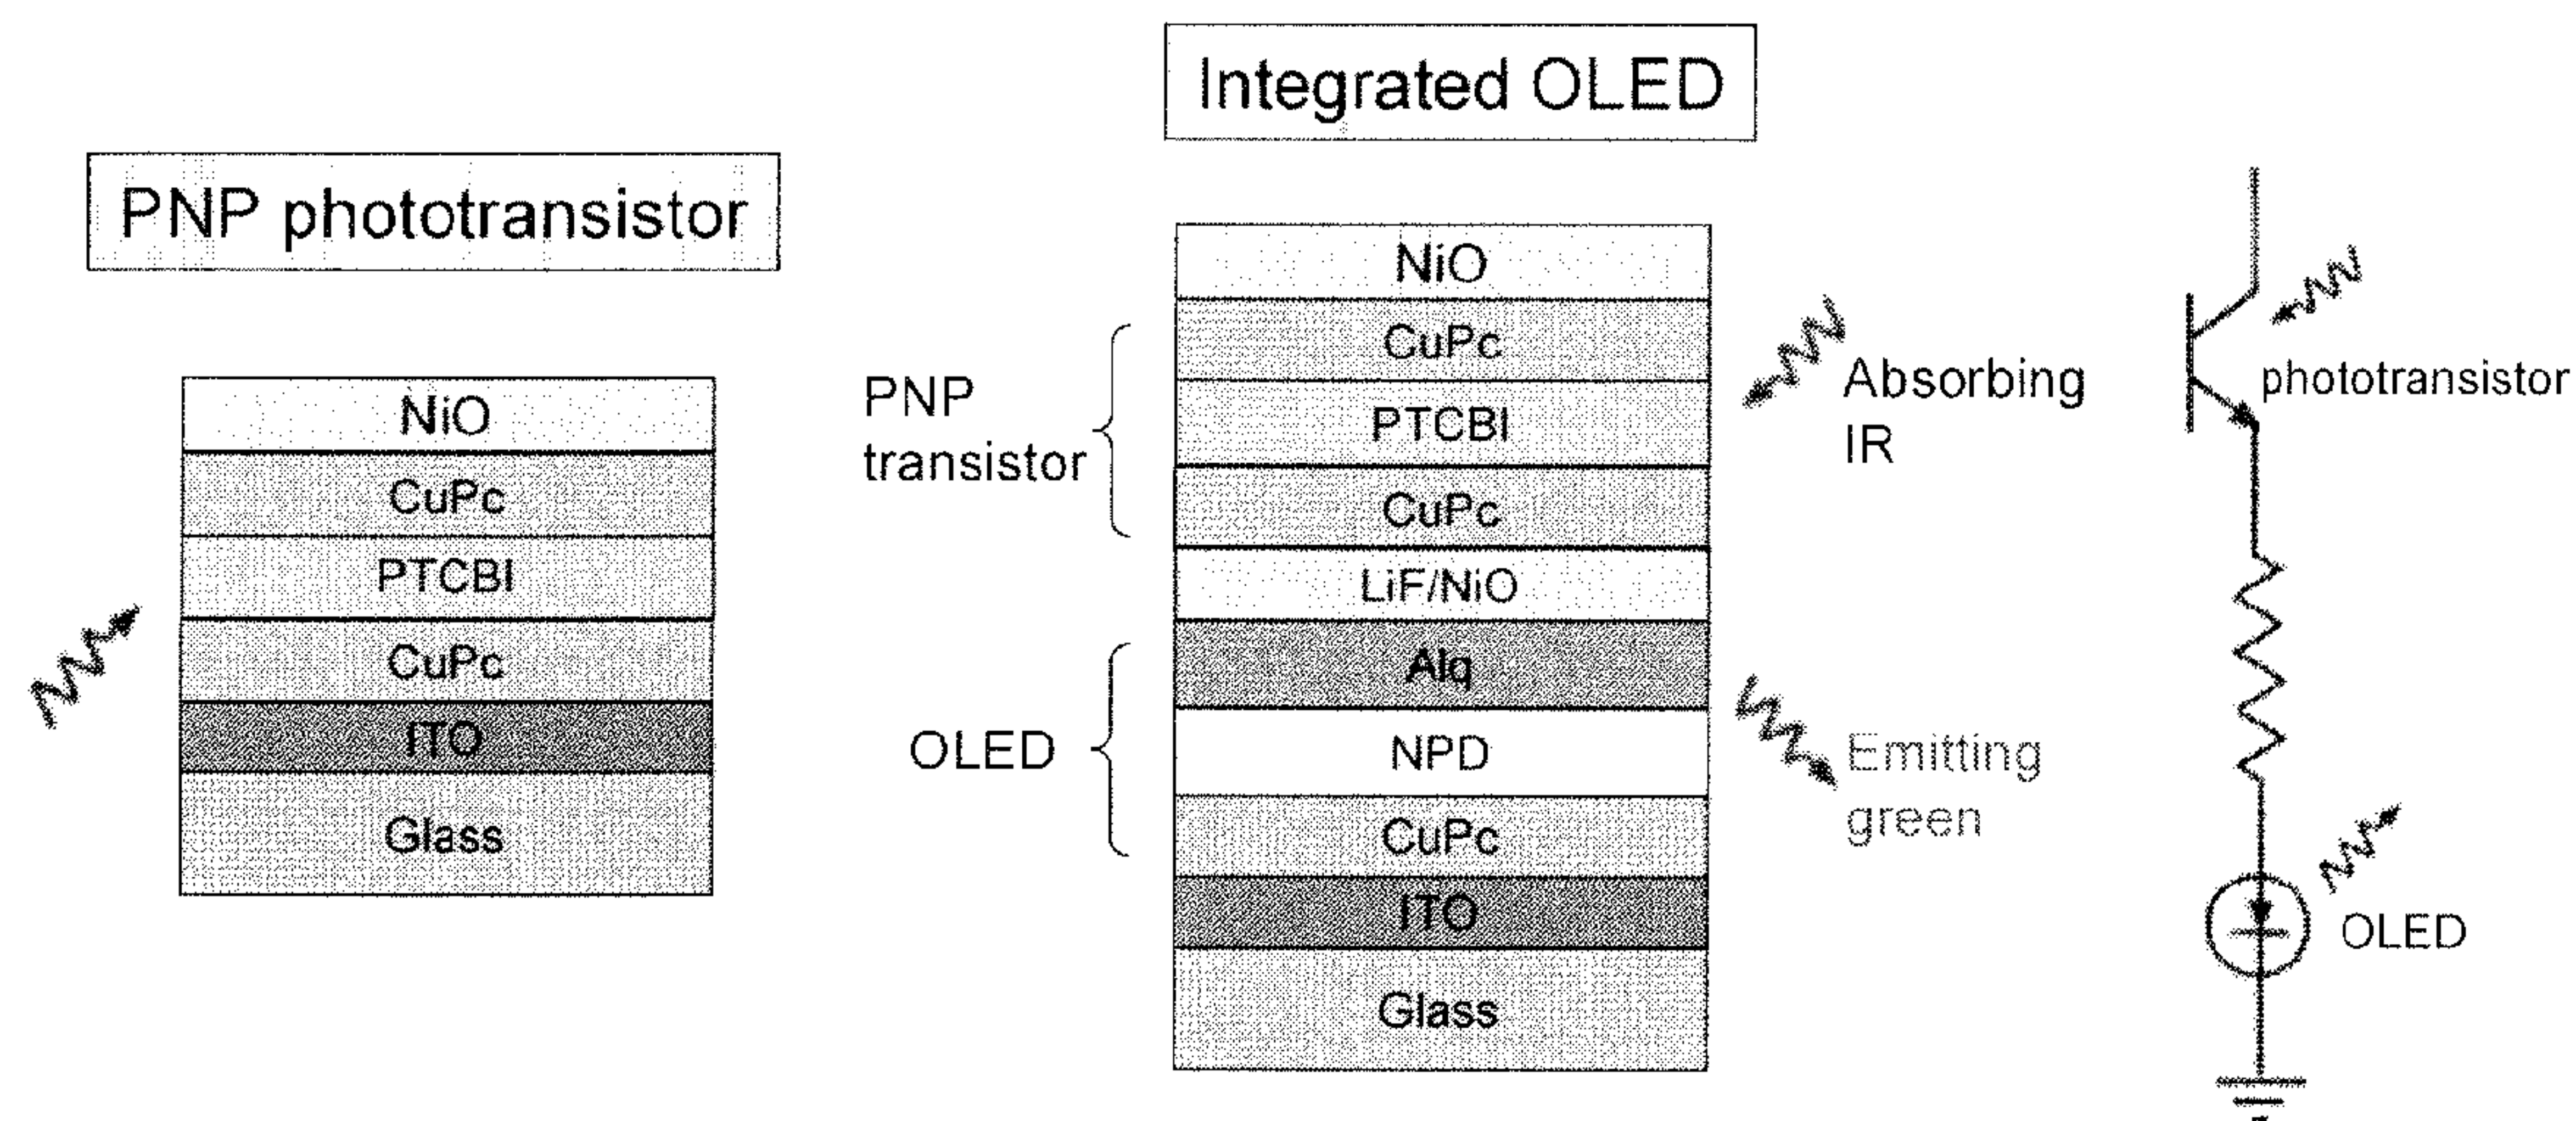 PNP phototransistor
NiO
CuPc
PTCBI
CuPc
ITO
Glass
Integrated OLED
PNP
transistor
OLED
NiO
CuPc
PTCBI
CuPc
LiF/NiO
Alq
NPD
CuPc
ITO
Glass
Absorbing
IR
Emitting
green
phototransistor
OLED